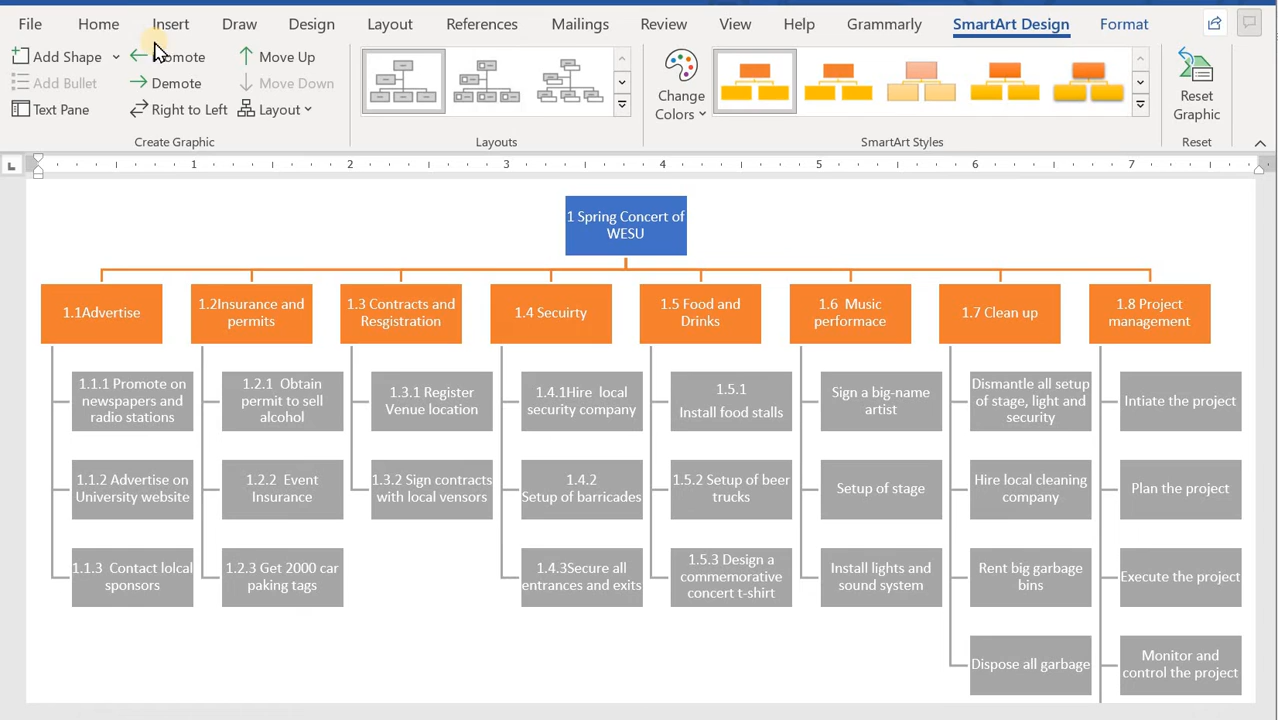 File Home Insert Draw Design Layout References Mailings Review View Help Grammarly SmartArt Design Format
Add Shape
Add Bullet
Text Pane
Promote
Demote
Right to Left
Move Up
Move Down
Layout
Create Graphic
Layouts
Change
Colors
SmartArt Styles
Reset
Graphic
Reset
1 2 3 4 5 6 7
1 Spring Concert of
WESU
1.1Advertise
1.1.1 Promote on
newspapers and
radio stations
1.1.2 Advertise on
University website
1.1.3 Contact lolcal
sponsors
1.2Insurance and
permits
1.2.1 Obtain
permit to sell
alcohol
1.2.2 Event
Insurance
1.2.3 Get 2000 car
paking tags
1.3 Contracts and
Resgistration
1.3.1 Register
Venue location
1.3.2 Sign contracts
with local vensors
1.4 Secuirty
1.4.1Hire local
security company
1.4.2
Setup of barricades
1.4.3Secure all
entrances and exits
1.5 Food and
Drinks
1.5.1
Install food stalls
1.5.2 Setup of beer
trucks
1.5.3 Design a
commemorative
concert t-shirt
1.6 Music
performace
Sign a big-name
artist
Setup of stage
Install lights and
sound system
1.7 Clean up
Dismantle all setup
of stage, light and
security
Hire local cleaning
company
Rent big garbage
bins
Dispose all garbage
1.8 Project
management
Intiate the project
Plan the project
Execute the project
Monitor and
control the project